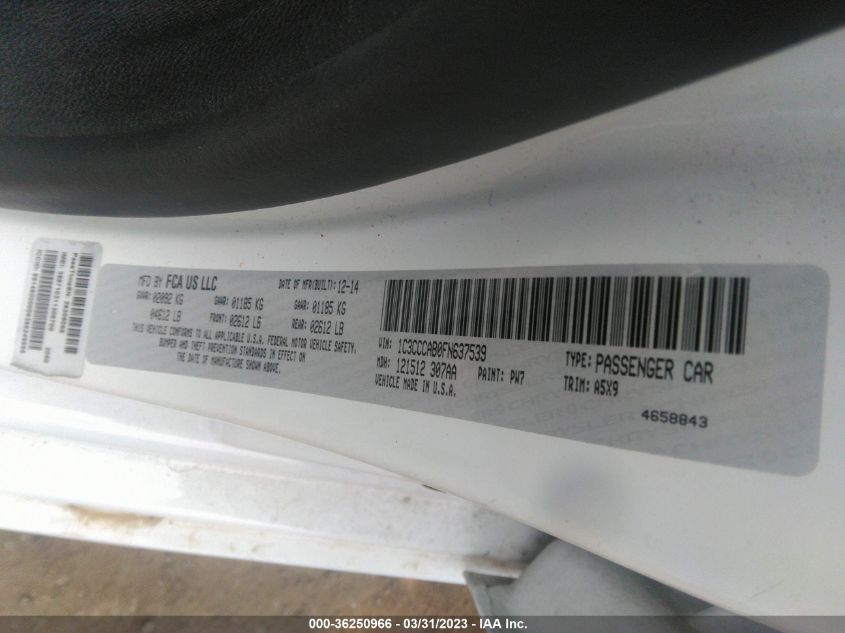 MFD BY FCA US LLC
DATE OF MFR(BUILT): 12-14
GVWR: 02092 KG
GAWR: 01185 KG
GAWR: 01185 KG
04612 LB
FRONT: 02612 LB
REAR: 02612 LB
THIS VEHICLE CONFORMS TO ALL APPLICABLE U.S.A. FEDERAL MOTOR VEHICLE SAFETY,
BUMPER AND THEFT PREVENTION STANDARDS IN EFFECT ON
THE DATE OF MANUFACTURE SHOWN ABOVE.
VIN: 1C3CCCAB0FN637539
TYPE: PASSENGER CAR
MDH: 121512 307AA
PAINT: PW7
TRIM: A5X9
VEHICLE MADE IN U.S.A.
4658843
000-36250966 - 03/31/2023 - IAA Inc.